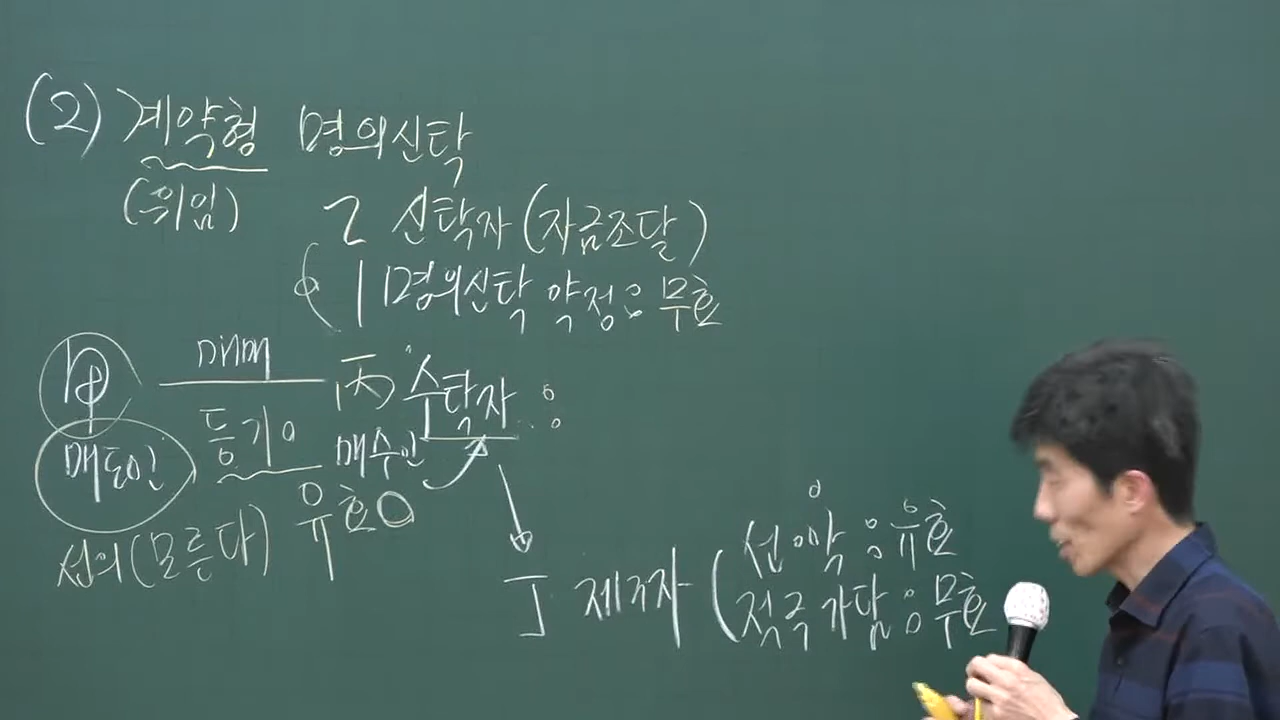 (2) 계약형 명의신탁
(위임)
乙 신탁자 (자금조달)
명의신탁 약정 : 무효
甲 매매 丙 수탁자 :
매도인 등기 매수인
선의(모른다) 유효
丁 제3자 ( 선·악 : 유효
적극 가담 : 무효